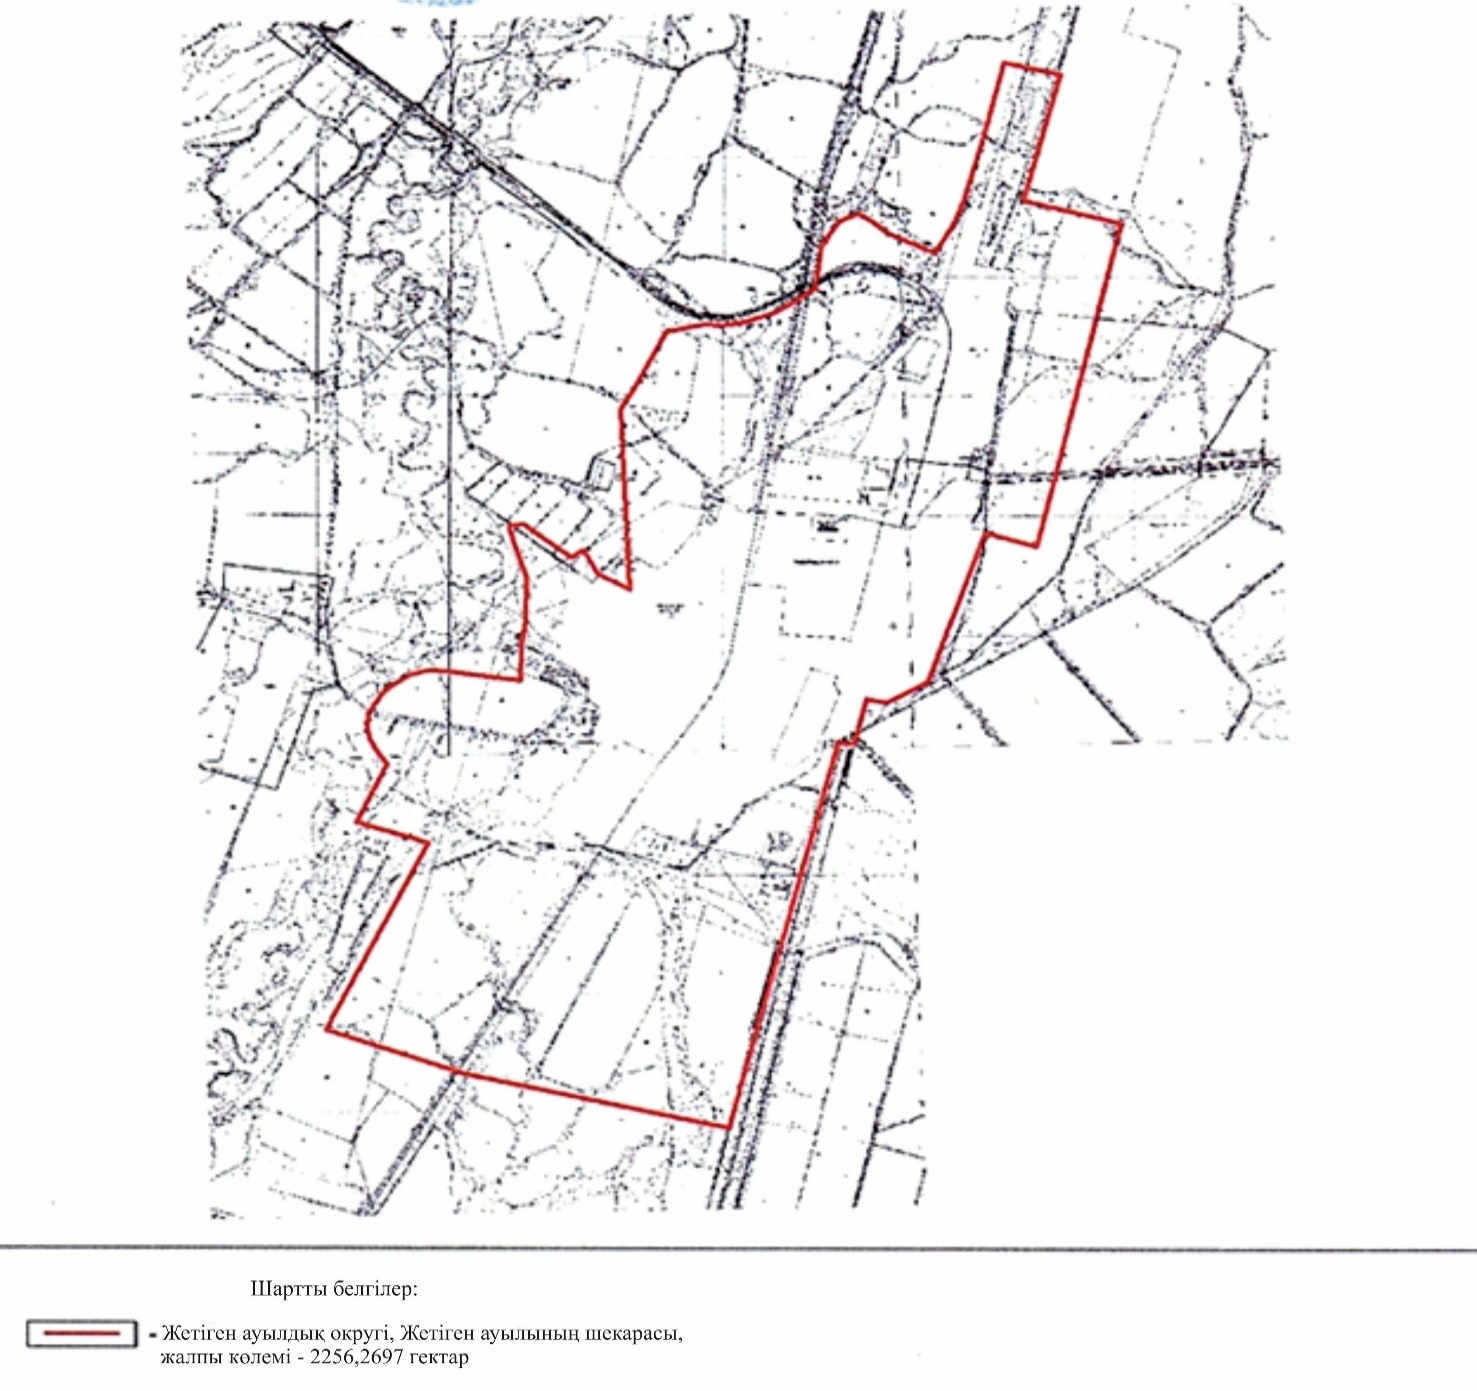 Шартты белгілер:
- Жетіген ауылдық округі, Жетіген ауылының шекарасы,
жалпы көлемі - 2256,2697 гектар